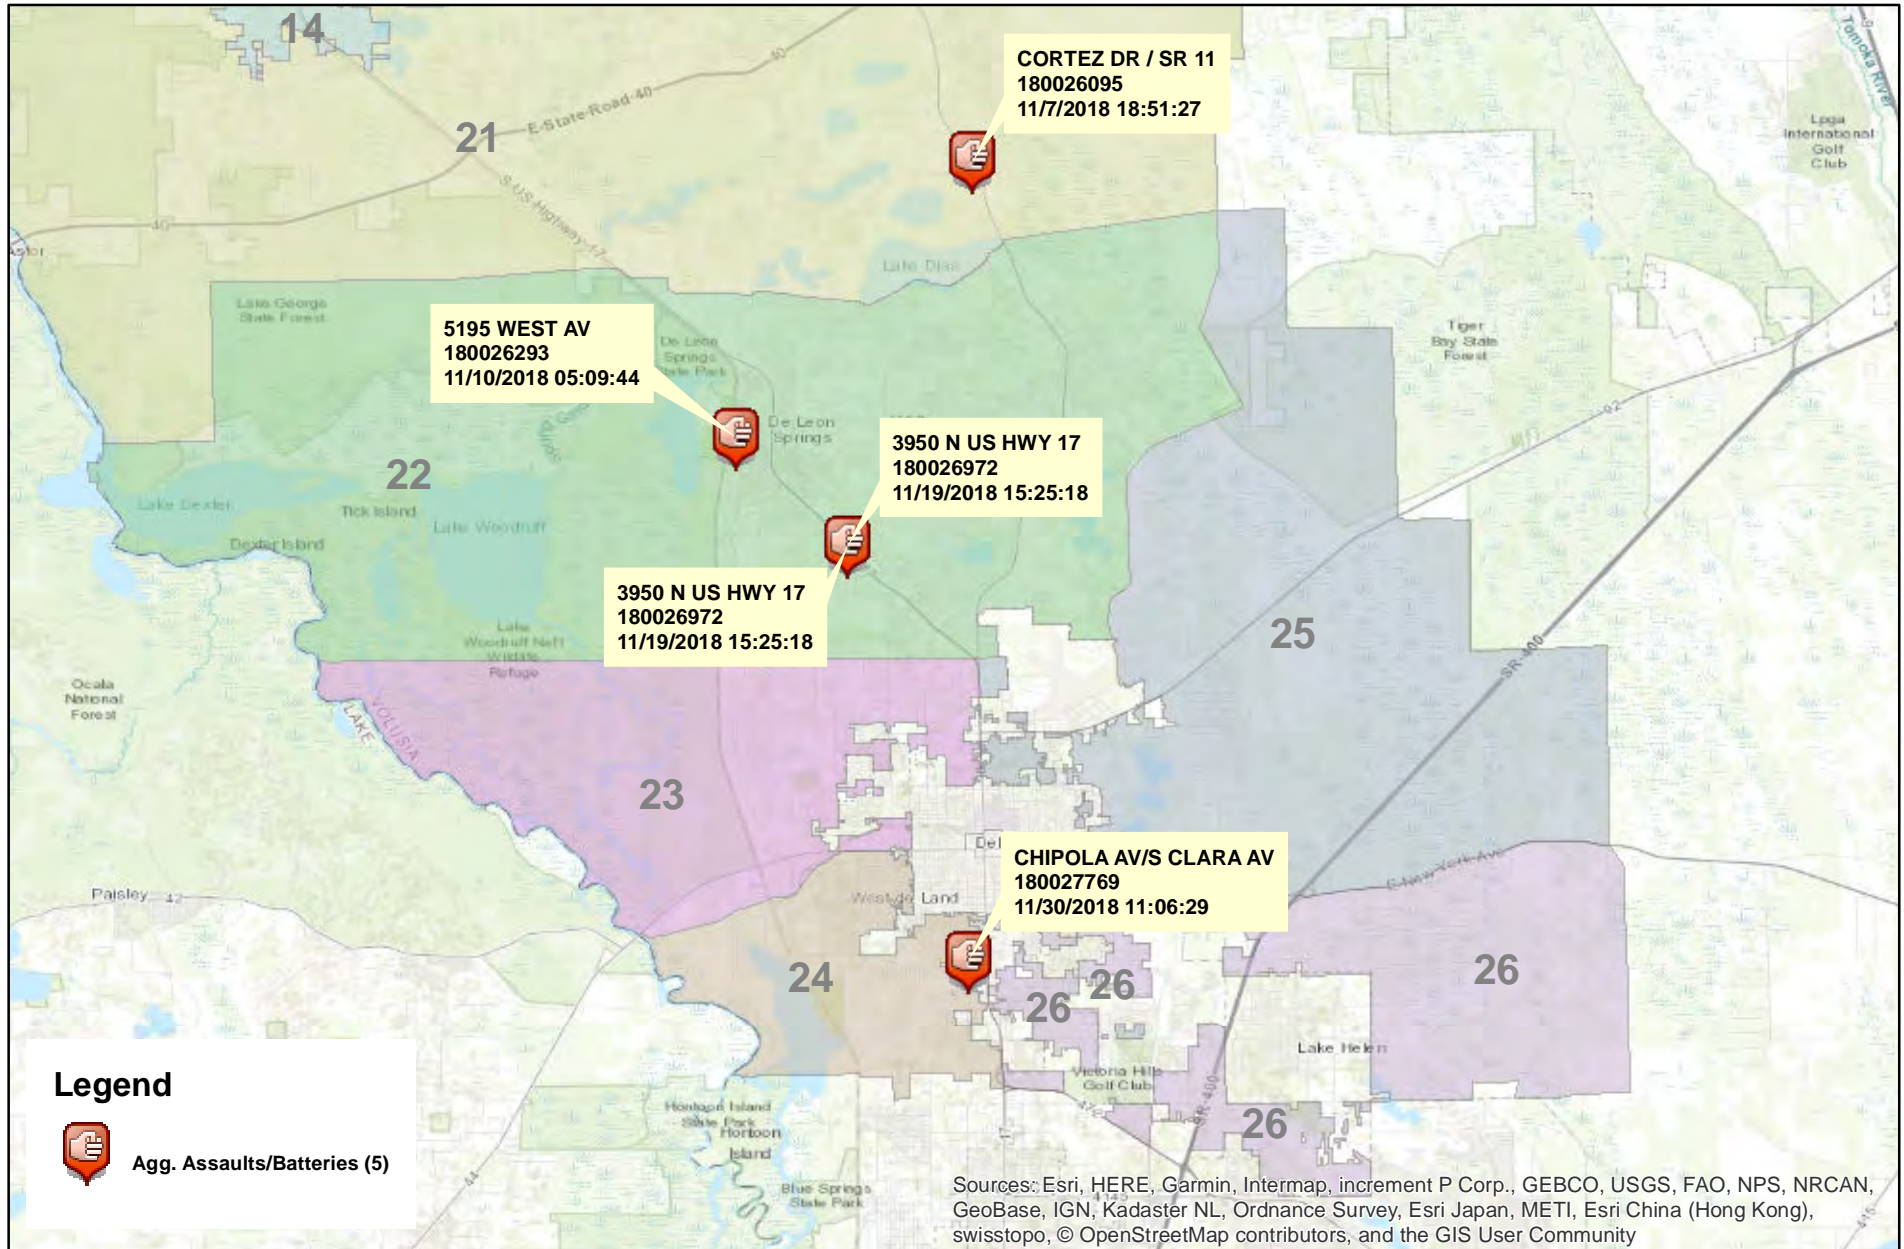 14
CORTEZ DR / SR 11
180026095
11/7/2018 18:51:27
Tomoka River
Lpga
International
Golf
Club
21
E-State-Road-40
40
S US Highway 17
40
Astor
Lake Dias
Lake George
State Forest
5195 WEST AV
180026293
11/10/2018 05:09:44
De Leon
Springs
State Park
Tiger
Bay State
Forest
De Leon
Springs
3950 N US HWY 17
180026972
11/19/2018 15:25:18
92
22
Lake Dexter
Tick Island
Lake Woodruff
Dexter Island
3950 N US HWY 17
180026972
11/19/2018 15:25:18
Lake
Woodruff Nat'l
Wildlife
Refuge
25
SR-400
Ocala
National
Forest
LAKE
VOLUSIA
23
CHIPOLA AV/S CLARA AV
180027769
11/30/2018 11:06:29
E-New-York-Ave
Paisley
42
Land
24
26
26
26
Lake Helen
Victoria Hills
Golf Club
472
SR-400
26
17
Legend
Agg. Assaults/Batteries (5)
Hontoon Island
State Park
Hontoon
Island
44
Blue Springs
State Park
4145
415
Sources: Esri, HERE, Garmin, Intermap, increment P Corp., GEBCO, USGS, FAO, NPS, NRCAN,
GeoBase, IGN, Kadaster NL, Ordnance Survey, Esri Japan, METI, Esri China (Hong Kong),
swisstopo, © OpenStreetMap contributors, and the GIS User Community